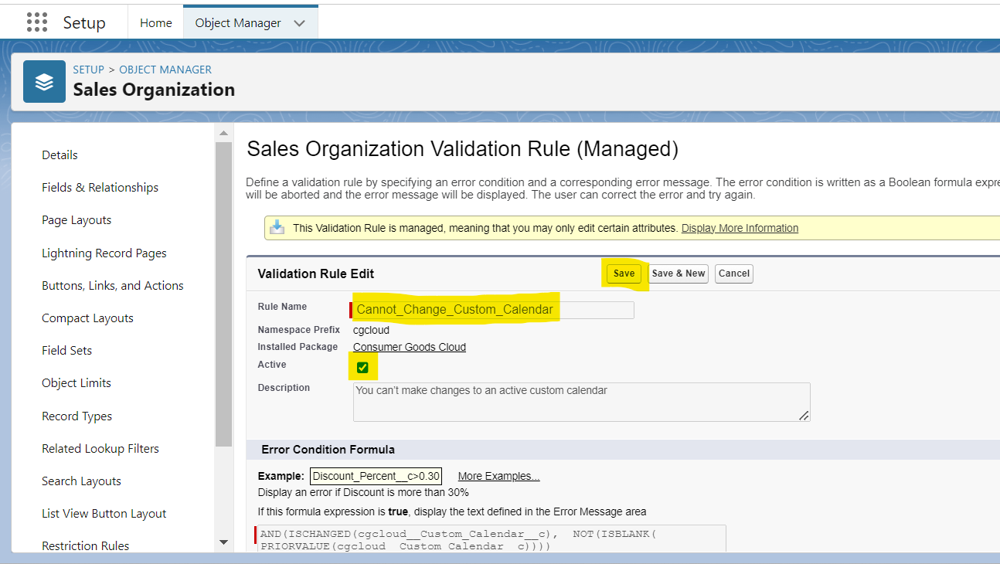 Setup
Home
Object Manager
SETUP > OBJECT MANAGER
Sales Organization
Details
Fields & Relationships
Page Layouts
Lightning Record Pages
Buttons, Links, and Actions
Compact Layouts
Field Sets
Object Limits
Record Types
Related Lookup Filters
Search Layouts
List View Button Layout
Restriction Rules
Sales Organization Validation Rule (Managed)
Define a validation rule by specifying an error condition and a corresponding error message. The error condition is written as a Boolean formula expre
will be aborted and the error message will be displayed. The user can correct the error and try again.
This Validation Rule is managed, meaning that you may only edit certain attributes. Display More Information
Validation Rule Edit
Save
Save & New
Cancel
Rule Name Cannot_Change_Custom_Calendar
Namespace Prefix cgcloud
Installed Package Consumer Goods Cloud
Active
Description You can't make changes to an active custom calendar
Error Condition Formula
Example: Discount_Percent__c>0.30 More Examples...
Display an error if Discount is more than 30%
If this formula expression is true, display the text defined in the Error Message area
AND(ISCHANGED(cgcloud__Custom_Calendar__c), NOT(ISBLANK(
PRIORVALUE(cgcloud__Custom_Calendar__c))))